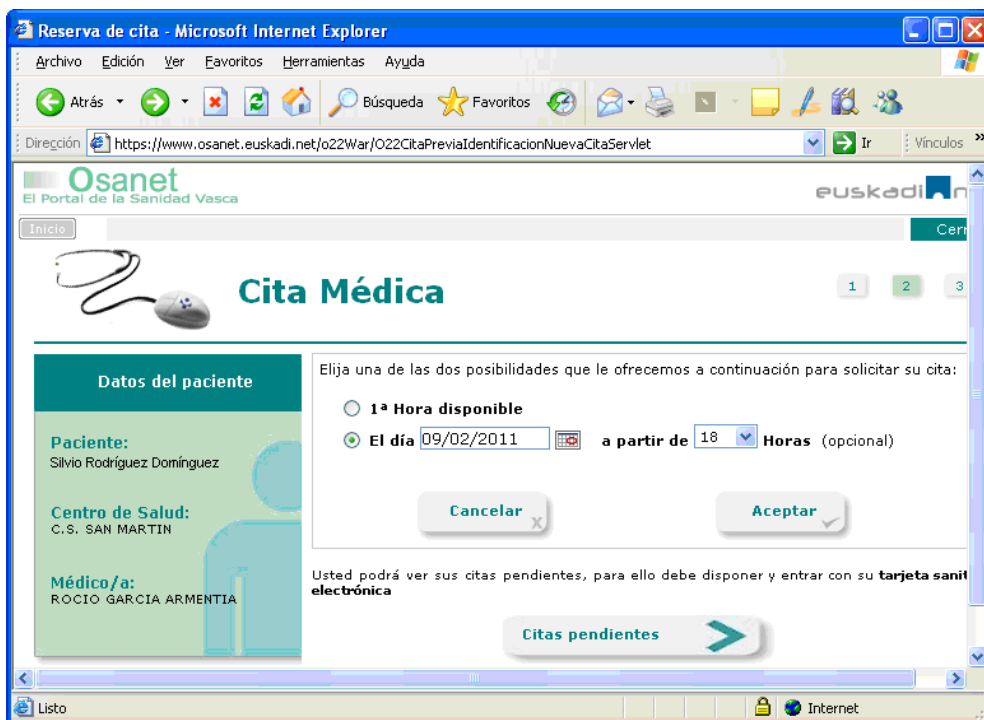 Reserva de cita - Microsoft Internet Explorer
Archivo Edición Ver Favoritos Herramientas Ayuda
Atrás Búsqueda Favoritos
Dirección https://www.osanet.euskadi.net/o22War/O22CitaPreviaIdentificacionNuevaCitaServlet Ir Vínculos »
Osanet
El Portal de la Sanidad Vasca
euskadi n
Inicio Cerr
Cita Médica 1 2 3
Datos del paciente
Paciente:
Silvio Rodríguez Domínguez
Centro de Salud:
C.S. SAN MARTIN
Médico/a:
ROCIO GARCIA ARMENTIA
Elija una de las dos posibilidades que le ofrecemos a continuación para solicitar su cita:
1ª Hora disponible
El día 09/02/2011 a partir de 18 Horas (opcional)
Cancelar x Aceptar
Usted podrá ver sus citas pendientes, para ello debe disponer y entrar con su tarjeta sanit
electrónica
Citas pendientes
Listo Internet